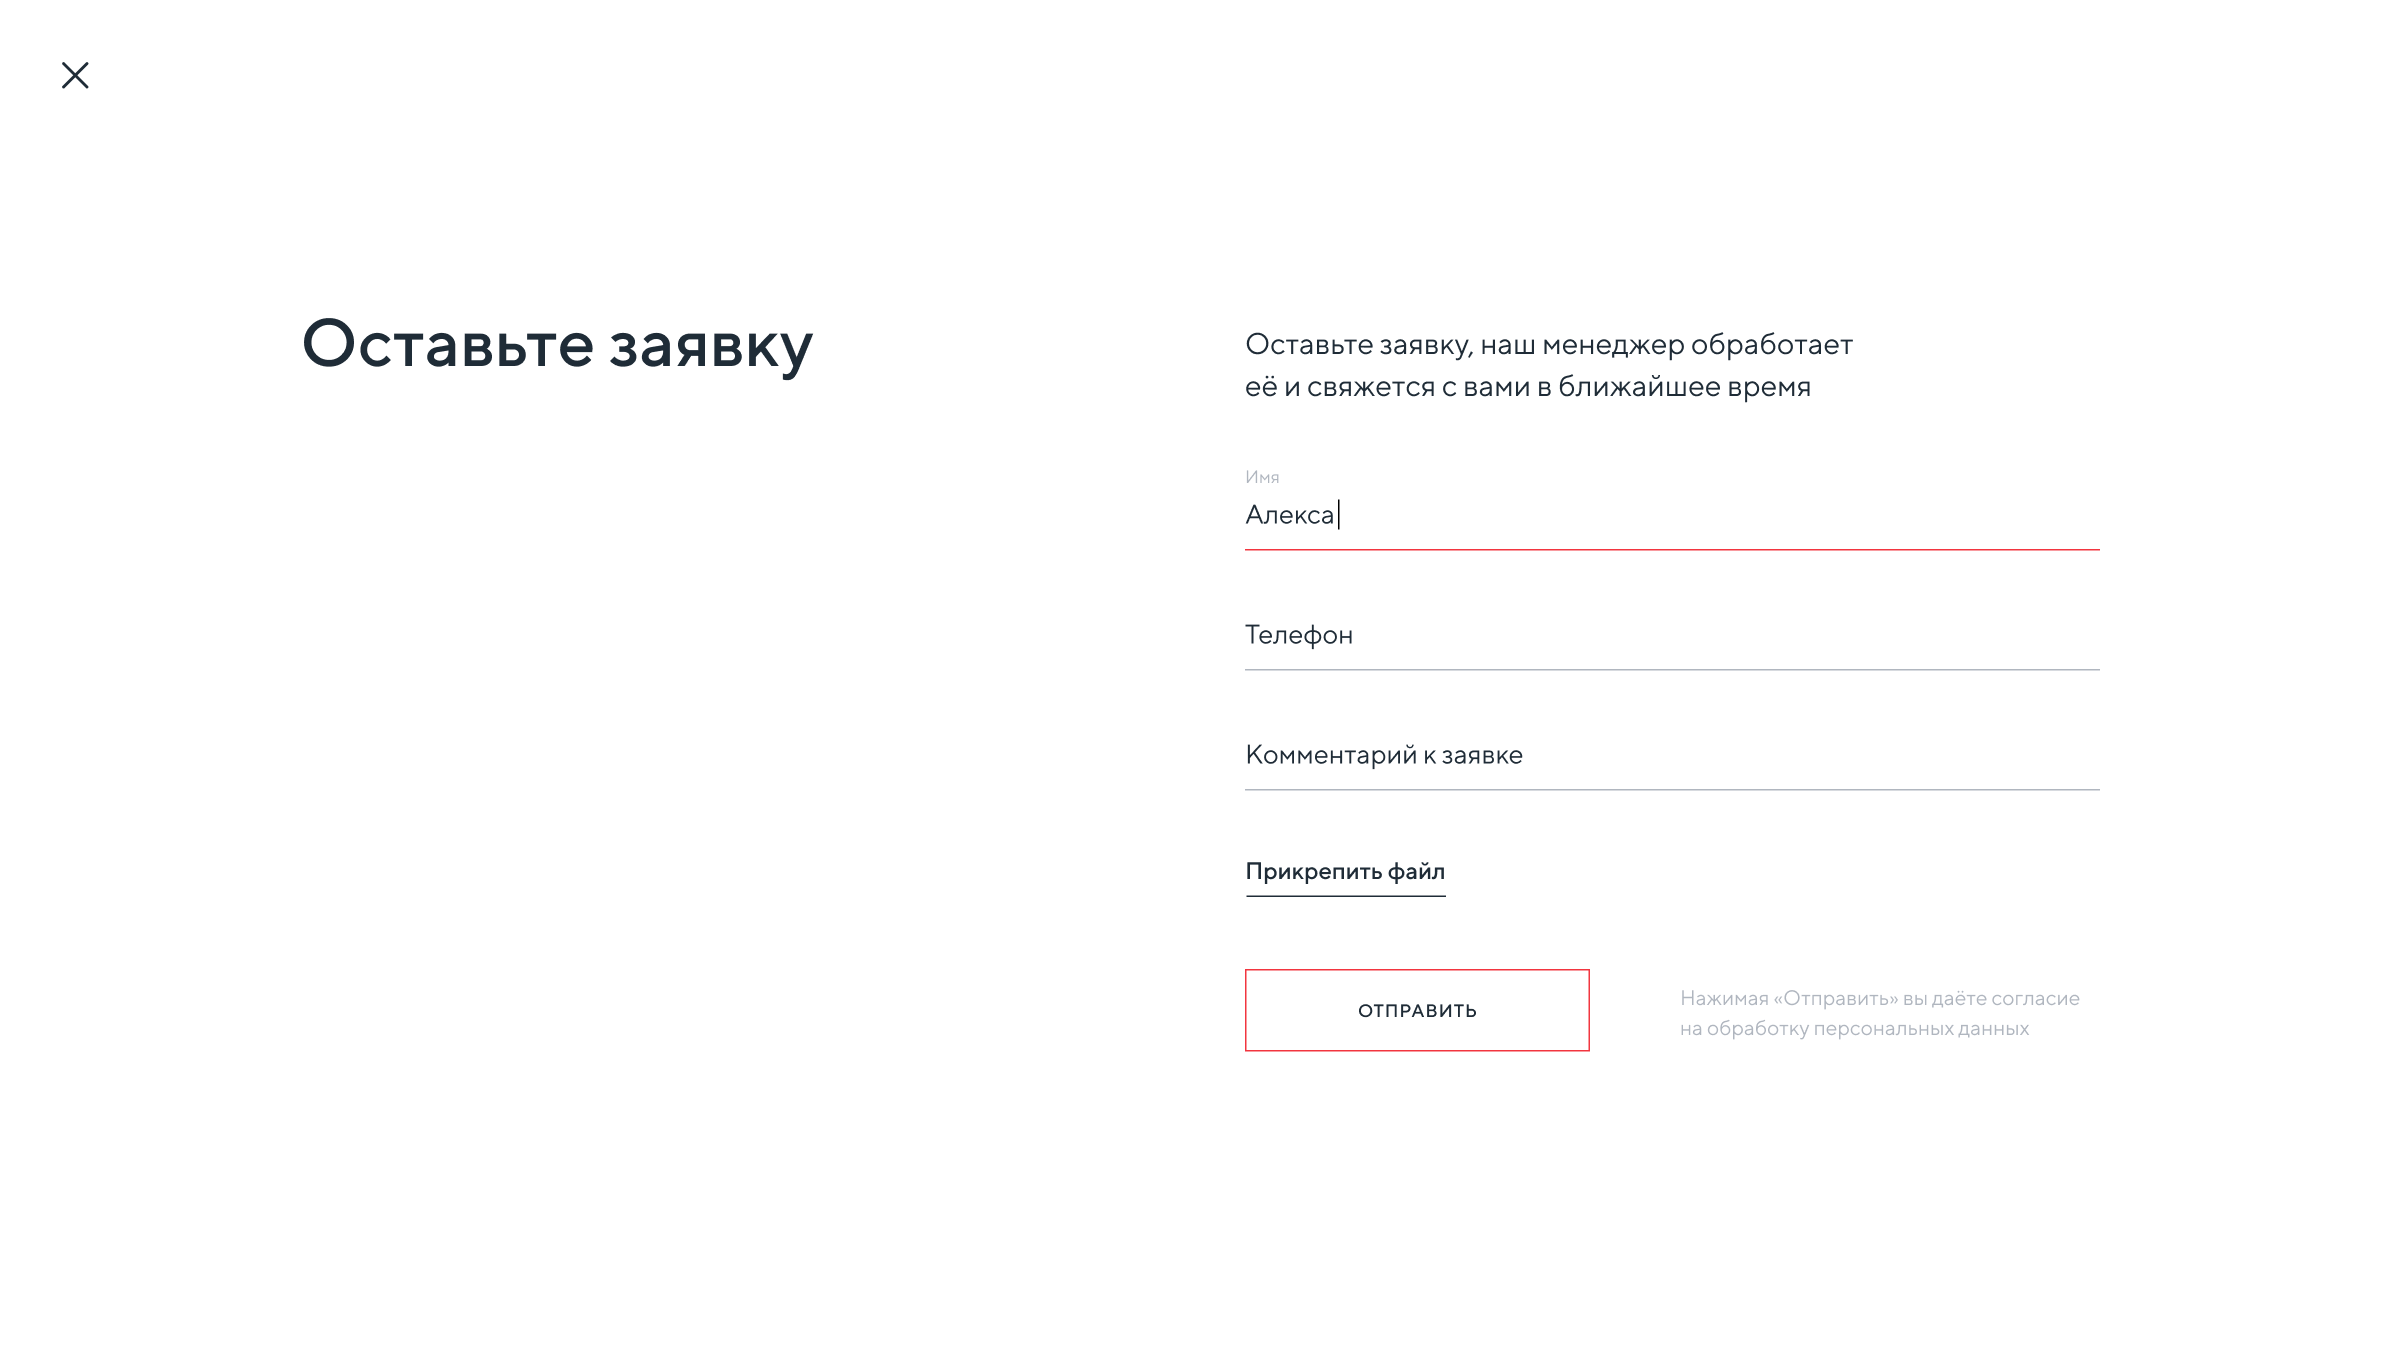 Оставьте заявку
Оставьте заявку, наш менеджер обработает
её и свяжется с вами в ближайшее время
Имя
Алекса
Телефон
Комментарий к заявке
Прикрепить файл
ОТПРАВИТЬ
Нажимая «Отправить» вы даёте согласие
на обработку персональных данных